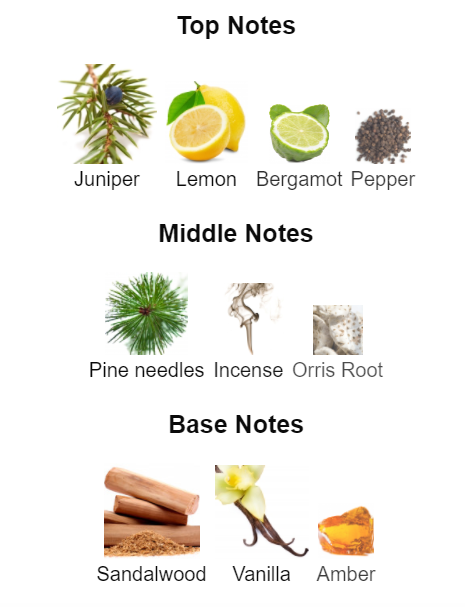 Top Notes
Juniper Lemon Bergamot Pepper
Middle Notes
Pine needles Incense Orris Root
Base Notes
Sandalwood Vanilla Amber